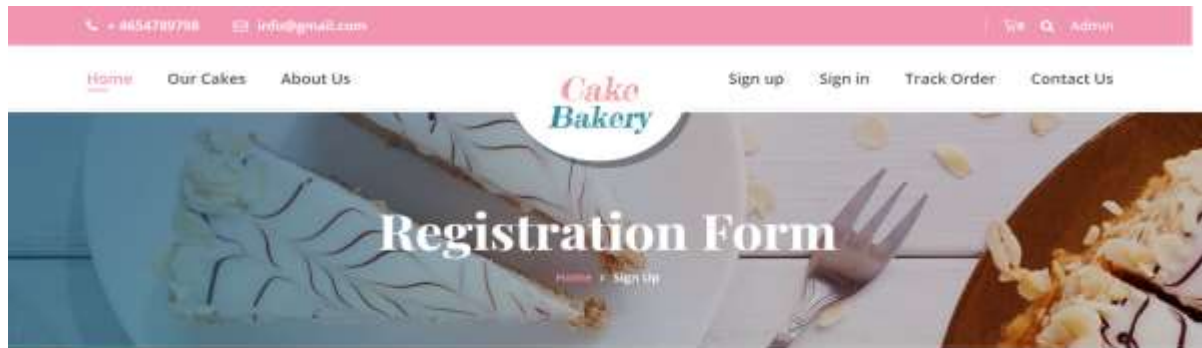 + 8654789798 info@gmail.com Admin
Home Our Cakes About Us Sign up Sign in Track Order Contact Us
Cake
Bakery
Registration Form
Home Sign Up